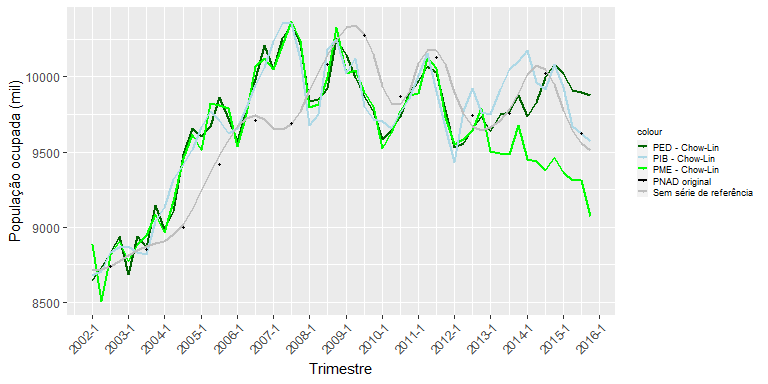 População ocupada (mil)
10000
9500
9000
8500
2002-1
2003-1
2004-1
2005-1
2006-1
2007-1
2008-1
2009-1
2010-1
2011-1
2012-1
2013-1
2014-1
2015-1
2016-1
Trimestre
colour
PED - Chow-Lin
PIB - Chow-Lin
PME - Chow-Lin
PNAD original
Sem série de referência